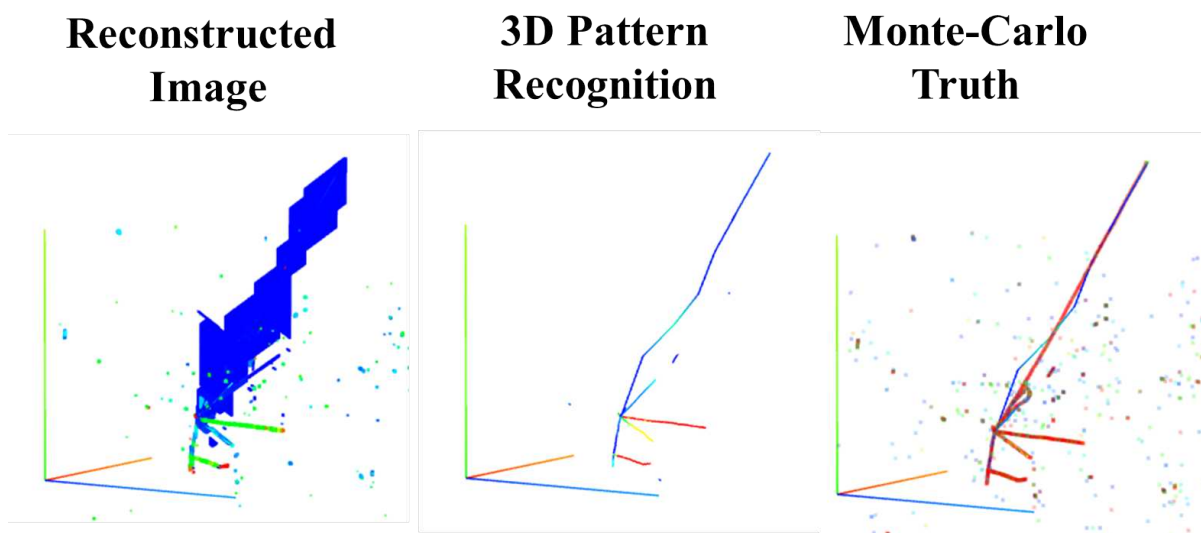 Reconstructed
Image
3D Pattern
Recognition
Monte-Carlo
Truth